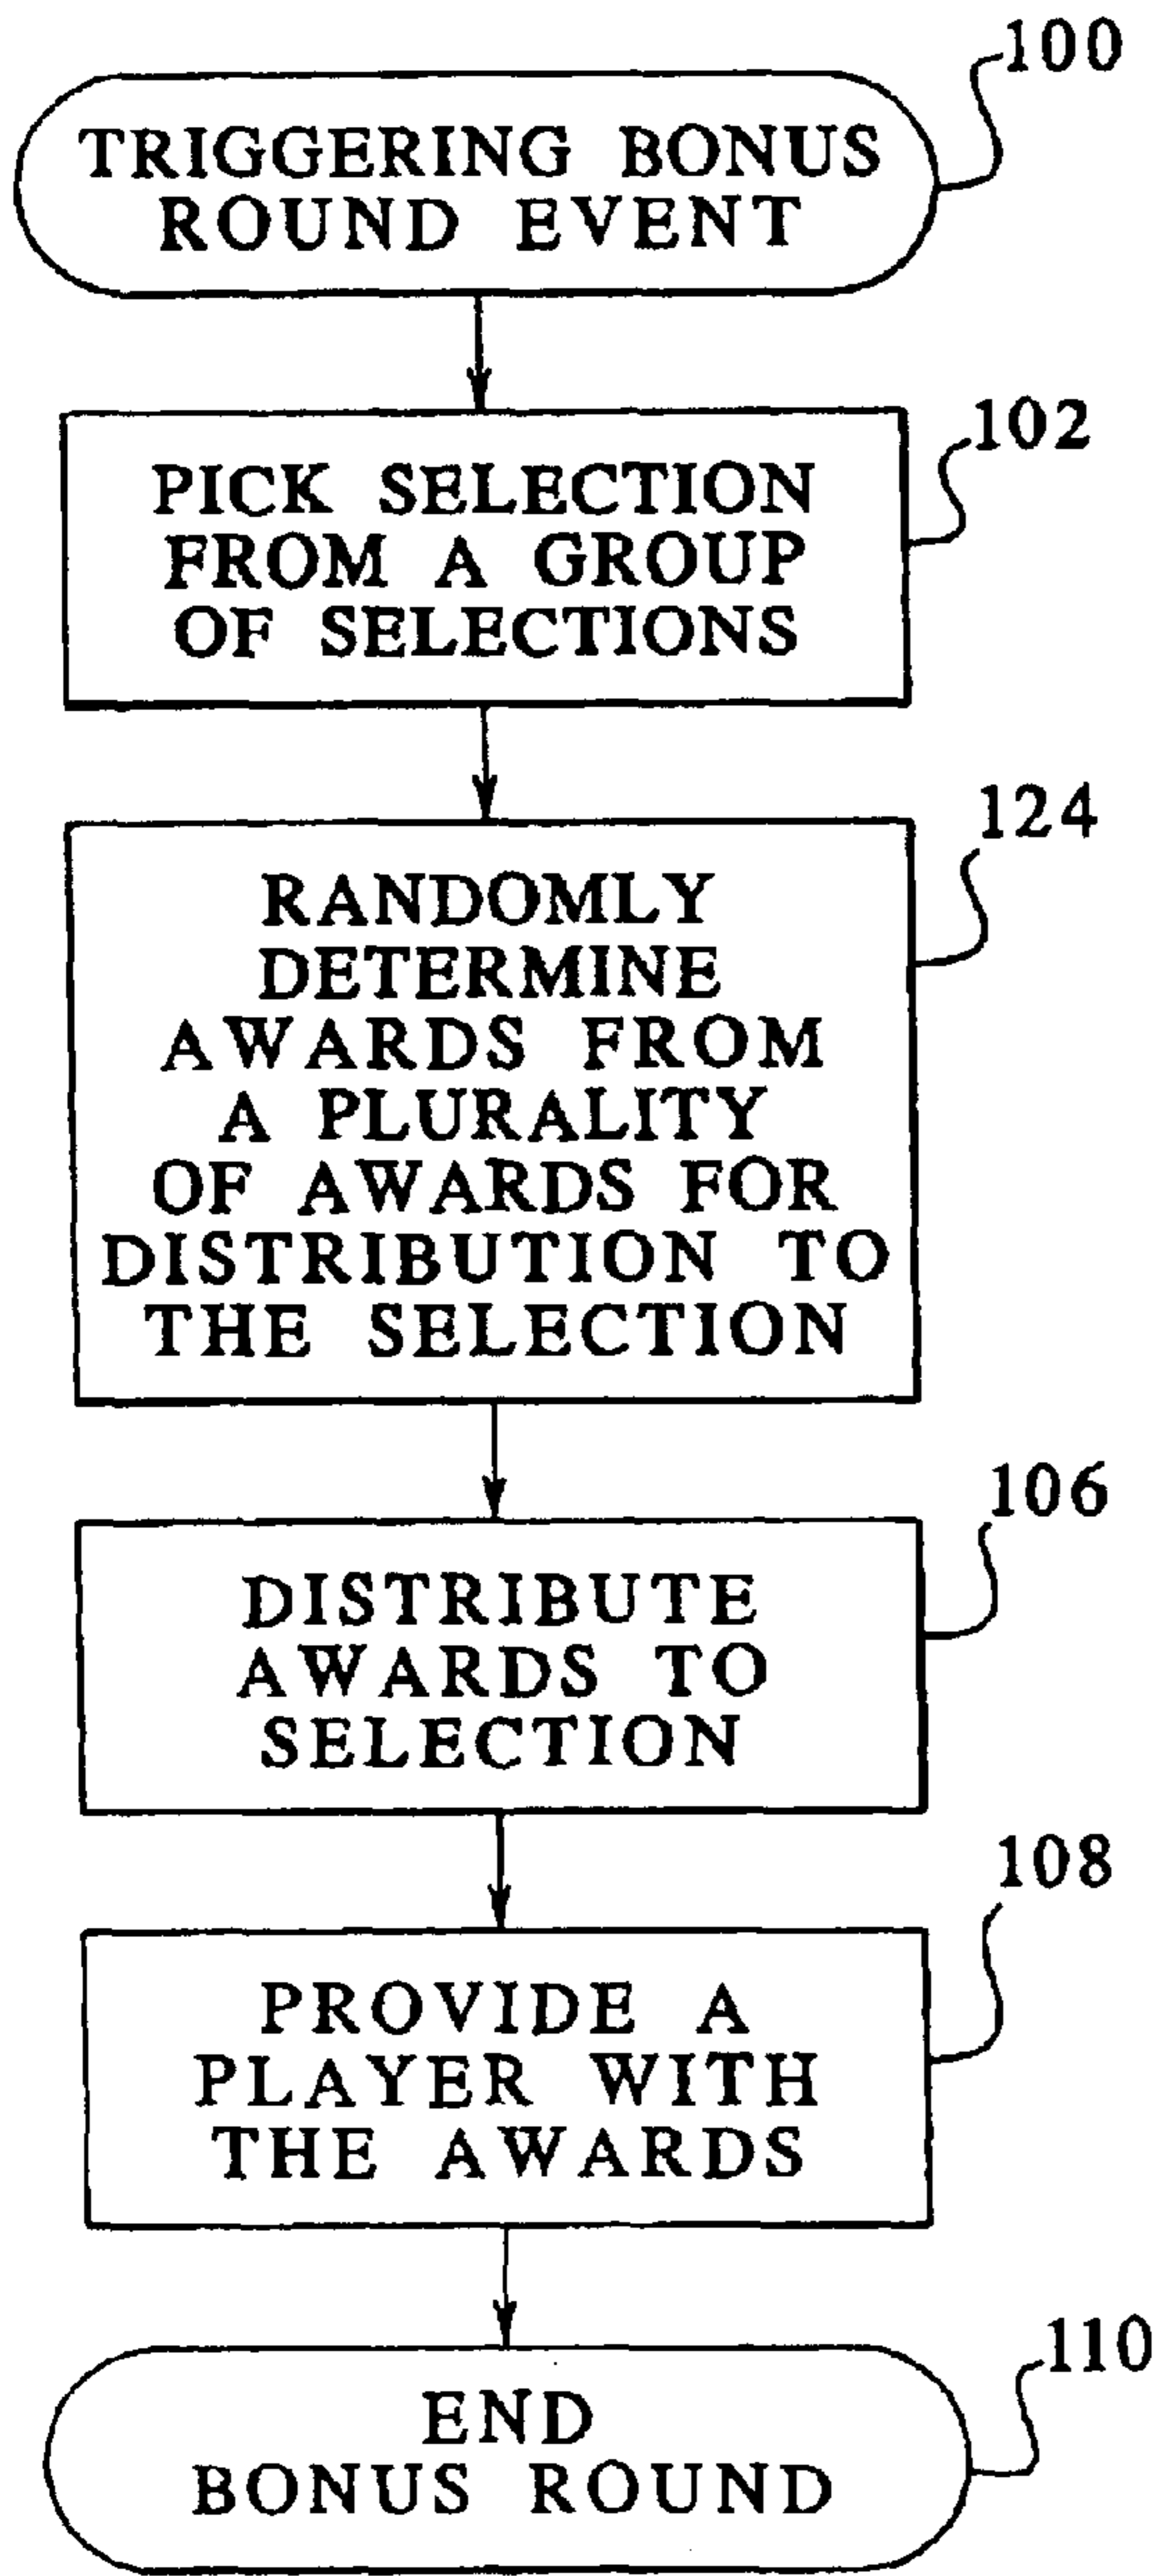 100
TRIGGERING BONUS
ROUND EVENT
102
PICK SELECTION
FROM A GROUP
OF SELECTIONS
124
RANDOMLY
DETERMINE
AWARDS FROM
A PLURALITY
OF AWARDS FOR
DISTRIBUTION TO
THE SELECTION
106
DISTRIBUTE
AWARDS TO
SELECTION
108
PROVIDE A
PLAYER WITH
THE AWARDS
110
END
BONUS ROUND